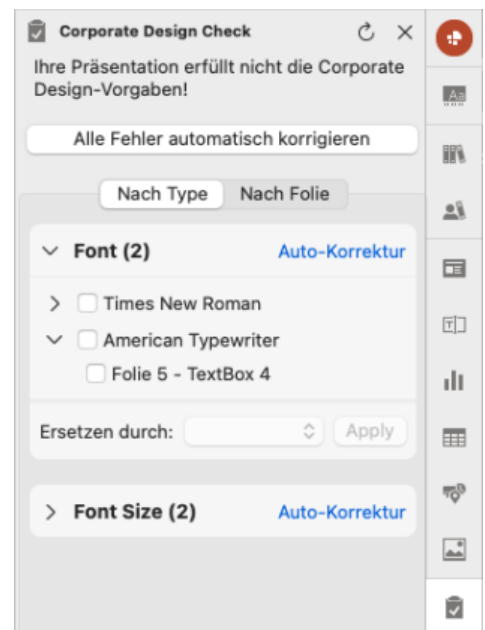 Corporate Design Check
Ihre Präsentation erfüllt nicht die Corporate
Design-Vorgaben!
Alle Fehler automatisch korrigieren
Nach Type Nach Folie
Font (2) Auto-Korrektur
Times New Roman
American Typewriter
Folie 5 - TextBox 4
Ersetzen durch: Apply
Font Size (2) Auto-Korrektur
Aa
T